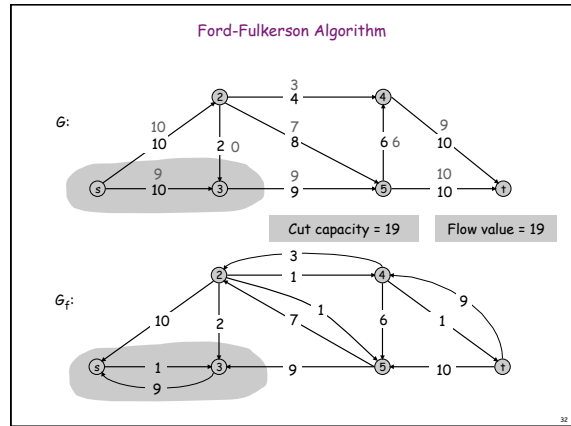 Ford-Fulkerson Algorithm
3
2 4 4
G: 10 7 9
10 2 0 8 6 6 10
9 9 10
s 10 3 9 5 10 t
Cut capacity = 19 Flow value = 19
3
2 1 4
Gf: 1 9
10 2 7 6 1
s 1 3 9 5 10 t
9
32